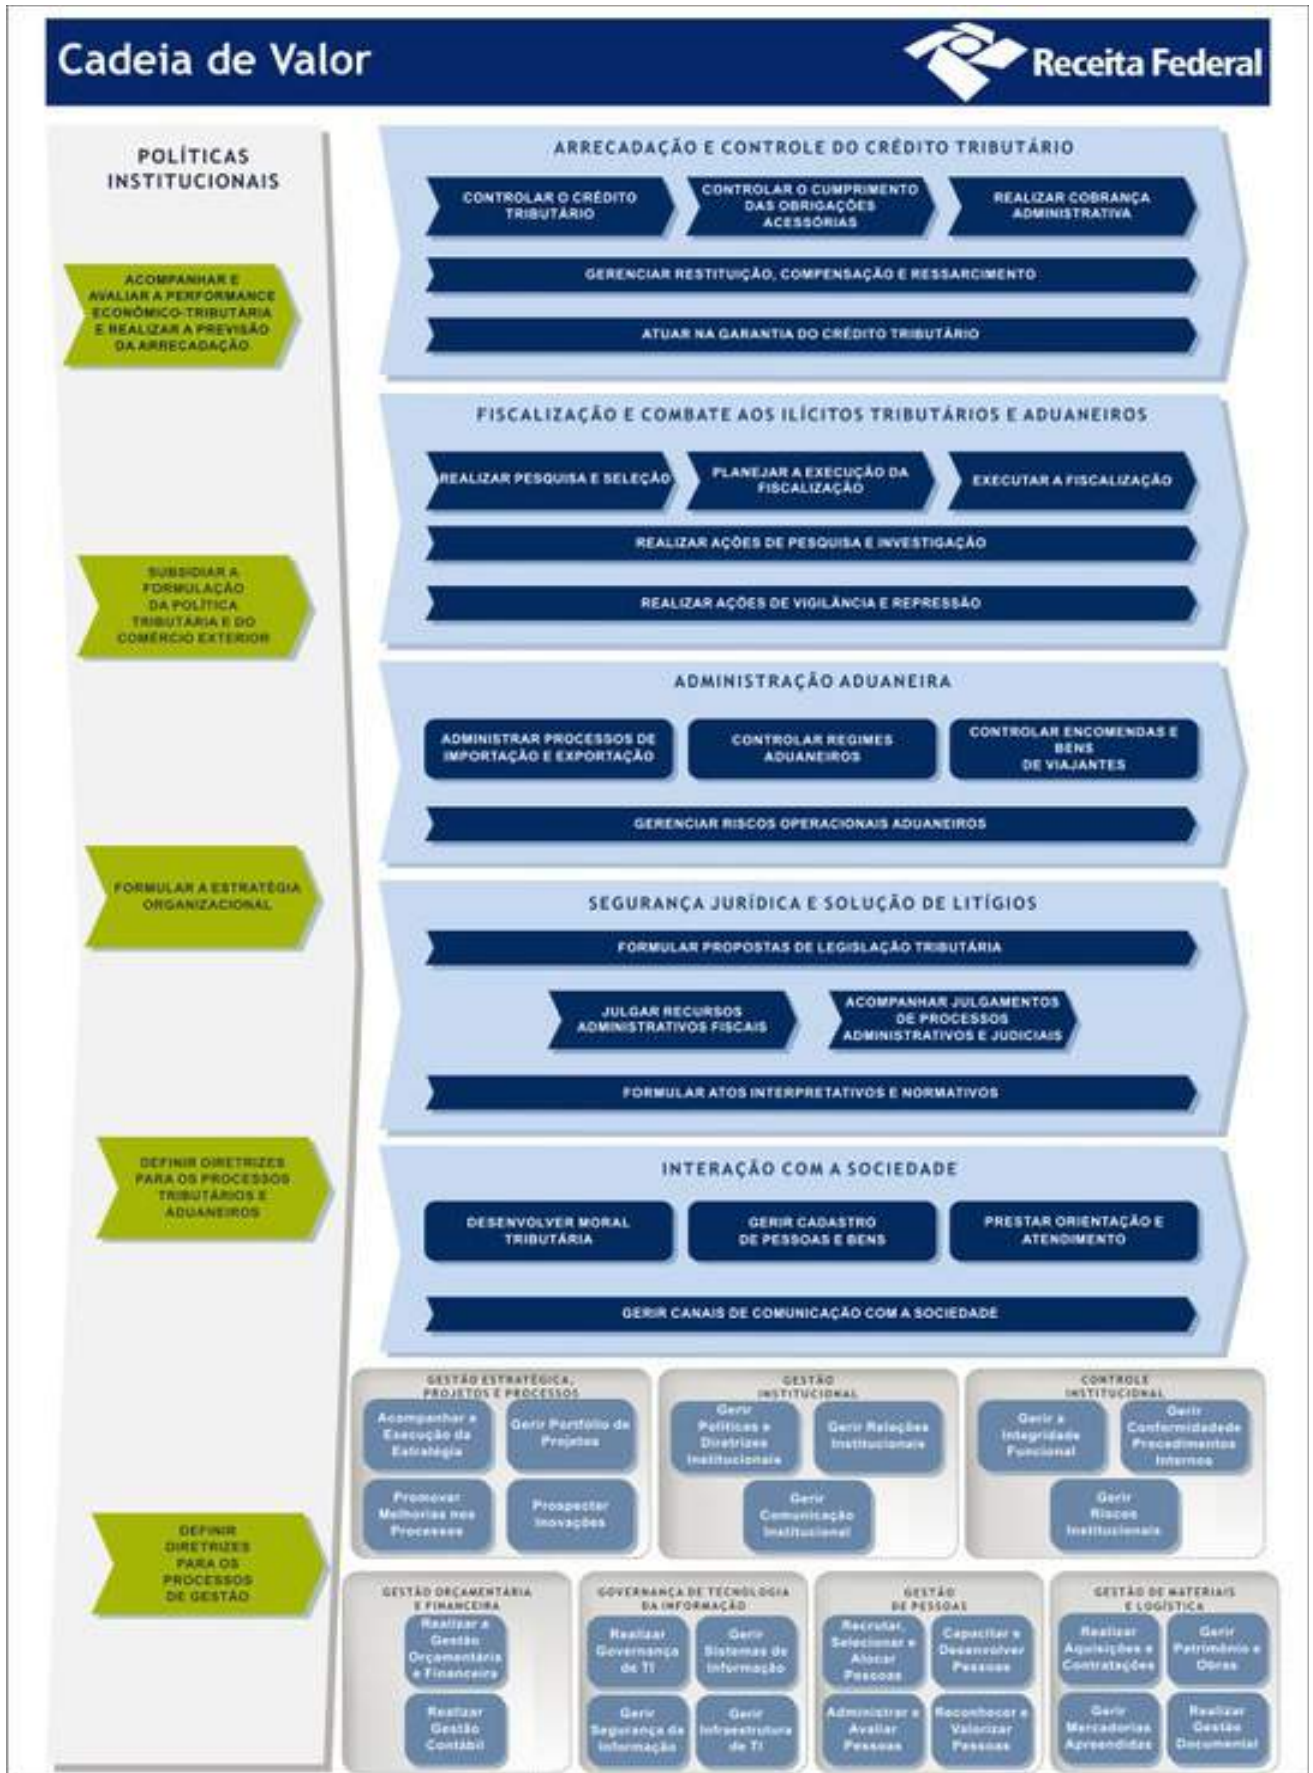 Cadeia de Valor
Receita Federal
POLÍTICAS
INSTITUCIONAIS
ACOMPANHAR E
AVALIAR A PERFORMANCE
ECONÔMICO-TRIBUTÁRIA
E REALIZAR A PREVISÃO
DA ARRECADAÇÃO
SUBSIDIAR A
FORMULAÇÃO
DA POLÍTICA
TRIBUTÁRIA E DO
COMÉRCIO EXTERIOR
FORMULAR A ESTRATÉGIA
ORGANIZACIONAL
DEFINIR DIRETRIZES
PARA OS PROCESSOS
TRIBUTÁRIOS E
ADUANEIROS
DEFINIR
DIRETRIZES
PARA OS
PROCESSOS
DE GESTÃO
ARRECADAÇÃO E CONTROLE DO CRÉDITO TRIBUTÁRIO
CONTROLAR O CRÉDITO
TRIBUTÁRIO
CONTROLAR O CUMPRIMENTO
DAS OBRIGAÇÕES
ACESSÓRIAS
REALIZAR COBRANÇA
ADMINISTRATIVA
GERENCIAR RESTITUIÇÃO, COMPENSAÇÃO E RESSARCIMENTO
ATUAR NA GARANTIA DO CRÉDITO TRIBUTÁRIO
FISCALIZAÇÃO E COMBATE AOS ILÍCITOS TRIBUTÁRIOS E ADUANEIROS
REALIZAR PESQUISA E SELEÇÃO
PLANEJAR A EXECUÇÃO DA
FISCALIZAÇÃO
EXECUTAR A FISCALIZAÇÃO
REALIZAR AÇÕES DE PESQUISA E INVESTIGAÇÃO
REALIZAR AÇÕES DE VIGILÂNCIA E REPRESSÃO
ADMINISTRAÇÃO ADUANEIRA
ADMINISTRAR PROCESSOS DE
IMPORTAÇÃO E EXPORTAÇÃO
CONTROLAR REGIMES
ADUANEIROS
CONTROLAR ENCOMENDAS E
BENS
DE VIAJANTES
GERENCIAR RISCOS OPERACIONAIS ADUANEIROS
SEGURANÇA JURÍDICA E SOLUÇÃO DE LITÍGIOS
FORMULAR PROPOSTAS DE LEGISLAÇÃO TRIBUTÁRIA
JULGAR RECURSOS
ADMINISTRATIVOS FISCAIS
ACOMPANHAR JULGAMENTOS
DE PROCESSOS
ADMINISTRATIVOS E JUDICIAIS
FORMULAR ATOS INTERPRETATIVOS E NORMATIVOS
INTERAÇÃO COM A SOCIEDADE
DESENVOLVER MORAL
TRIBUTÁRIA
GERIR CADASTRO
DE PESSOAS E BENS
PRESTAR ORIENTAÇÃO E
ATENDIMENTO
GERIR CANAIS DE COMUNICAÇÃO COM A SOCIEDADE
GESTÃO ESTRATÉGICA,
PROJETOS E PROCESSOS
Acompanhar a
Execução da
Estratégia
Gerir Portfólio de
Projetos
Promover
Melhorias nos
Processos
Prospectar
Inovações
GESTÃO
INSTITUCIONAL
Gerir
Políticas e
Diretrizes
Institucionais
Gerir Relações
Institucionais
Gerir
Comunicação
Institucional
CONTROLE
INSTITUCIONAL
Gerir a
Integridade
Funcional
Gerir
Conformidadede
Procedimentos
Internos
Gerir
Riscos
Institucionais
GESTÃO ORÇAMENTÁRIA
E FINANCEIRA
Realizar a
Gestão
Orçamentária
e Financeira
Realizar
Gestão
Contábil
GOVERNANÇA DE TECNOLOGIA
DA INFORMAÇÃO
Realizar
Governança
de TI
Gerir
Sistemas de
Informação
Gerir
Segurança da
Informação
Gerir
Infraestrutura
de TI
GESTÃO
DE PESSOAS
Recrutar,
Selecionar e
Alocar
Pessoas
Capacitar e
Desenvolver
Pessoas
Administrar e
Avaliar
Pessoas
Reconhecer e
Valorizar
Pessoas
GESTÃO DE MATERIAIS
E LOGÍSTICA
Realizar
Aquisições e
Contratações
Gerir
Patrimônio e
Obras
Gerir
Mercadorias
Apreendidas
Realizar
Gestão
Documental